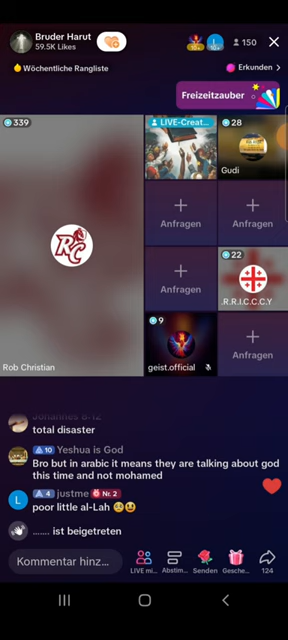 Bruder Harut
59.5K Likes
150
Wöchentliche Rangliste
Erkunden >
Freizeitzauber
339
LIVE-Creat...
28
Gudi
Anfragen
Anfragen
RC
Anfragen
22
.R.R.I.C.C.C.Y
9
Anfragen
Rob Christian
geist.official
Johannes 8-12
total disaster
10 Yeshua is God
Bro but in arabic it means they are talking about god
this time and not mohamed
L 4 justme Nr. 2
poor little al-Lah 🥺😆
....... ist beigetreten
Kommentar hinz...
LIVE mi...
Abstim...
Senden
Gesche...
124